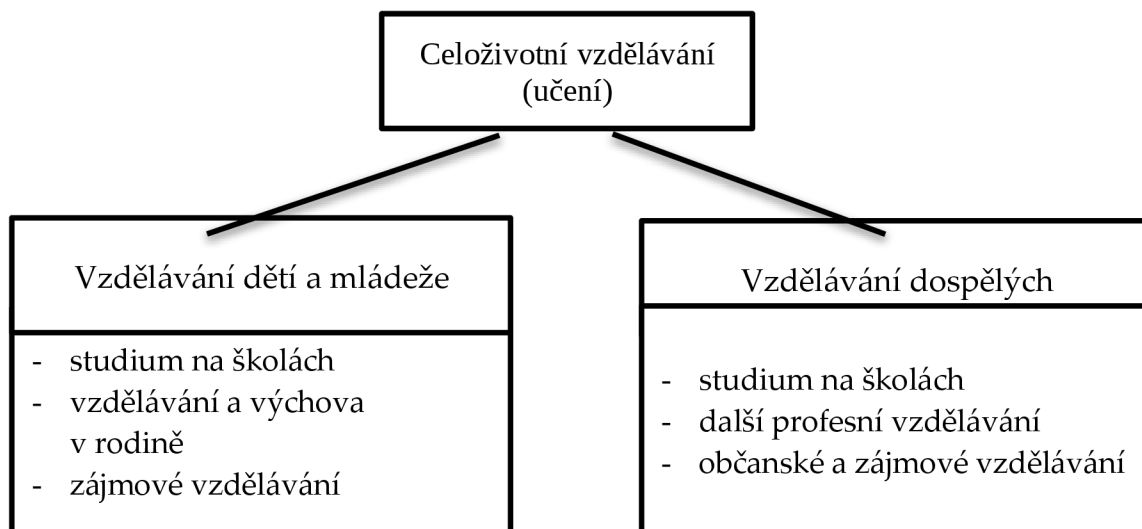 Celoživotní vzdělávání
(učení)
Vzdělávání dětí a mládeže
- studium na školách
- vzdělávání a výchova
v rodině
- zájmové vzdělávání
Vzdělávání dospělých
- studium na školách
- další profesní vzdělávání
- občanské a zájmové vzdělávání